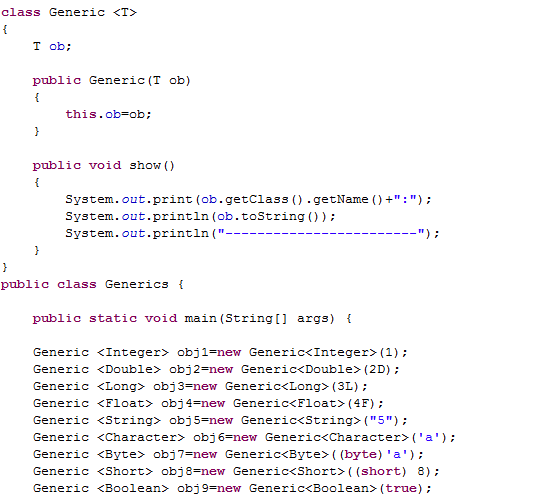 class Generic <T>
{
    T ob;

    public Generic(T ob)
    {
        this.ob=ob;
    }

    public void show()
    {
        System.out.print(ob.getClass().getName()+":");
        System.out.println(ob.toString());
        System.out.println("------------------------");
    }
}
public class Generics {

    public static void main(String[] args) {

    Generic <Integer> obj1=new Generic<Integer>(1);
    Generic <Double> obj2=new Generic<Double>(2D);
    Generic <Long> obj3=new Generic<Long>(3L);
    Generic <Float> obj4=new Generic<Float>(4F);
    Generic <String> obj5=new Generic<String>("5");
    Generic <Character> obj6=new Generic<Character>('a');
    Generic <Byte> obj7=new Generic<Byte>((byte)'a');
    Generic <Short> obj8=new Generic<Short>((short) 8);
    Generic <Boolean> obj9=new Generic<Boolean>(true);